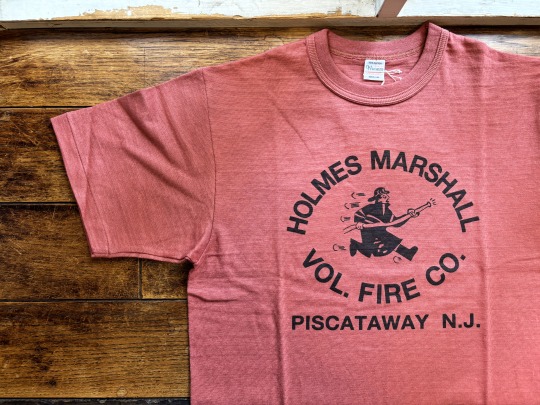 HOLMES MARSHALL
VOL. FIRE CO.
PISCATAWAY N.J.